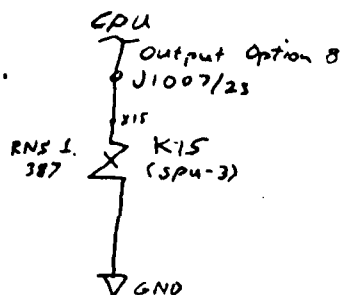 CPU
Output Option 8
J1007/23
X15
RNS 1.
387
K15
(SPU-3)
GND